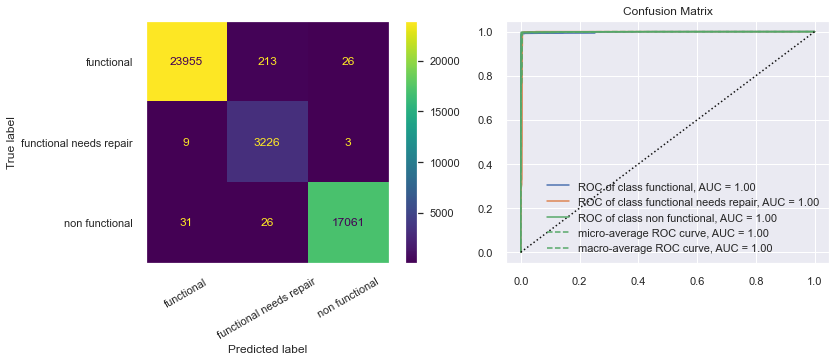 functional
functional needs repair
non functional
True label
23955 213 26
9 3226 3
31 26 17061
functional
functional needs repair
non functional
Predicted label
20000
15000
10000
5000
Confusion Matrix
1.0
0.8
0.6
0.4
0.2
0.0
0.0 0.2 0.4 0.6 0.8 1.0
ROC of class functional, AUC = 1.00
ROC of class functional needs repair, AUC = 1.00
ROC of class non functional, AUC = 1.00
micro-average ROC curve, AUC = 1.00
macro-average ROC curve, AUC = 1.00